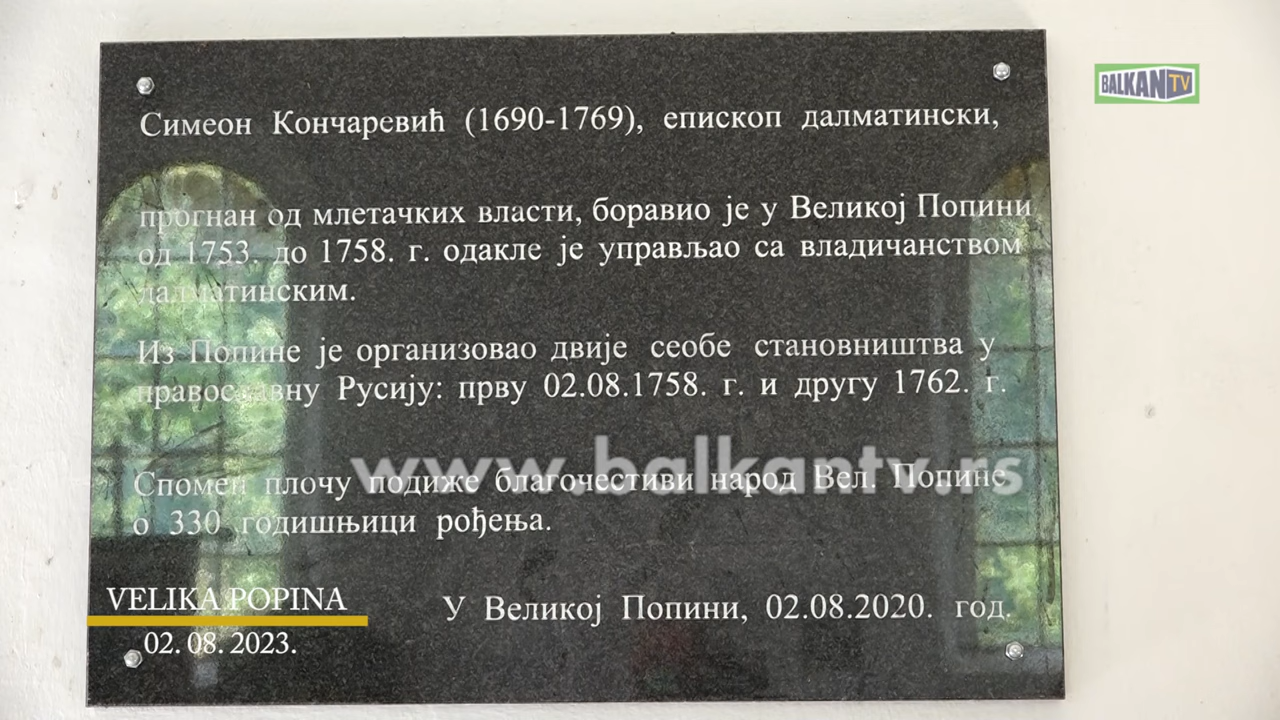 BALKAN TV
Симеон Кончаревић (1690-1769), епископ далматински,
прогнан од млетачких власти, боравио је у Великој Попини
од 1753. до 1758. г. одакле је управљао са владичанством
далматинским.
Из Попине је организовао двије сеобе становништва у
православну Русију: прву 02.08.1758. г. и другу 1762. г.
www.balkantv.rs
Спомен плочу подиже благочестиви народ Вел. Попине
о 330 годишњици рођења.
VELIKA POPINA
02. 08. 2023.
У Великој Попини, 02.08.2020. год.